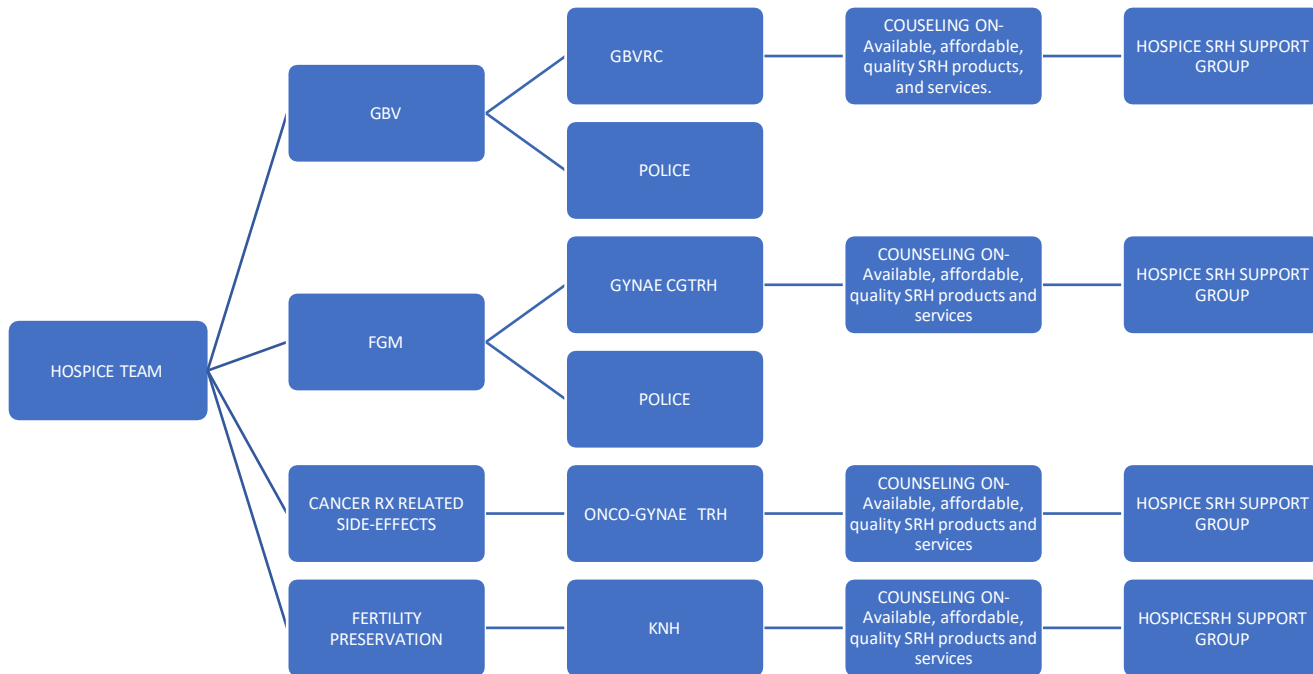 HOSPICE TEAM
GBV
GBVRC
COUSELING ON-
Available, affordable,
quality SRH products,
and services.
HOSPICE SRH SUPPORT
GROUP
POLICE
FGM
GYNAE CGTRH
COUNSELING ON-
Available, affordable,
quality SRH products and
services
HOSPICE SRH SUPPORT
GROUP
POLICE
CANCER RX RELATED
SIDE-EFFECTS
ONCO-GYNAE TRH
COUNSELING ON-
Available, affordable,
quality SRH products and
services
HOSPICE SRH SUPPORT
GROUP
FERTILITY
PRESERVATION
KNH
COUNSELING ON-
Available, affordable,
quality SRH products and
services
HOSPICESRH SUPPORT
GROUP